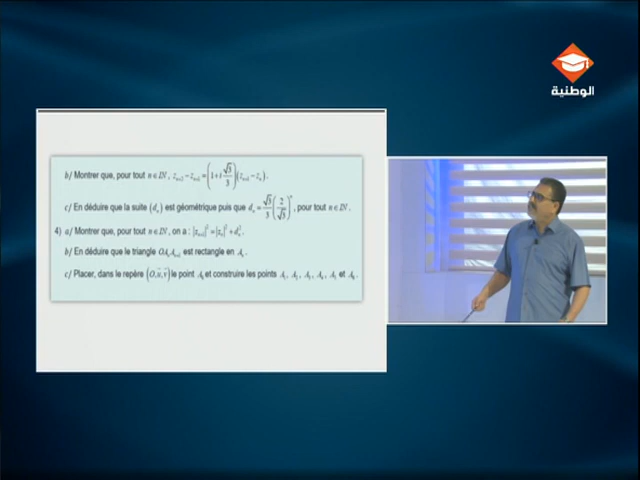 الوطنية
b/ Montrer que, pour tout n ∈ IN , z_{n+2} − z_{n+1} = (1 + i √3/3)(z_{n+1} − z_n).
c/ En déduire que la suite (d_n) est géométrique puis que d_n = √3/3 (2/√3)^n , pour tout n ∈ IN .
4) a/ Montrer que, pour tout n ∈ IN , on a : |z_{n+1}|² = |z_n|² + d_n² .
b/ En déduire que le triangle OA_nA_{n+1} est rectangle en A_n .
c/ Placer, dans le repère (O, u⃗, v⃗) le point A_0 et construire les points A_1 , A_2 , A_3 , A_4 , A_5 et A_6 .